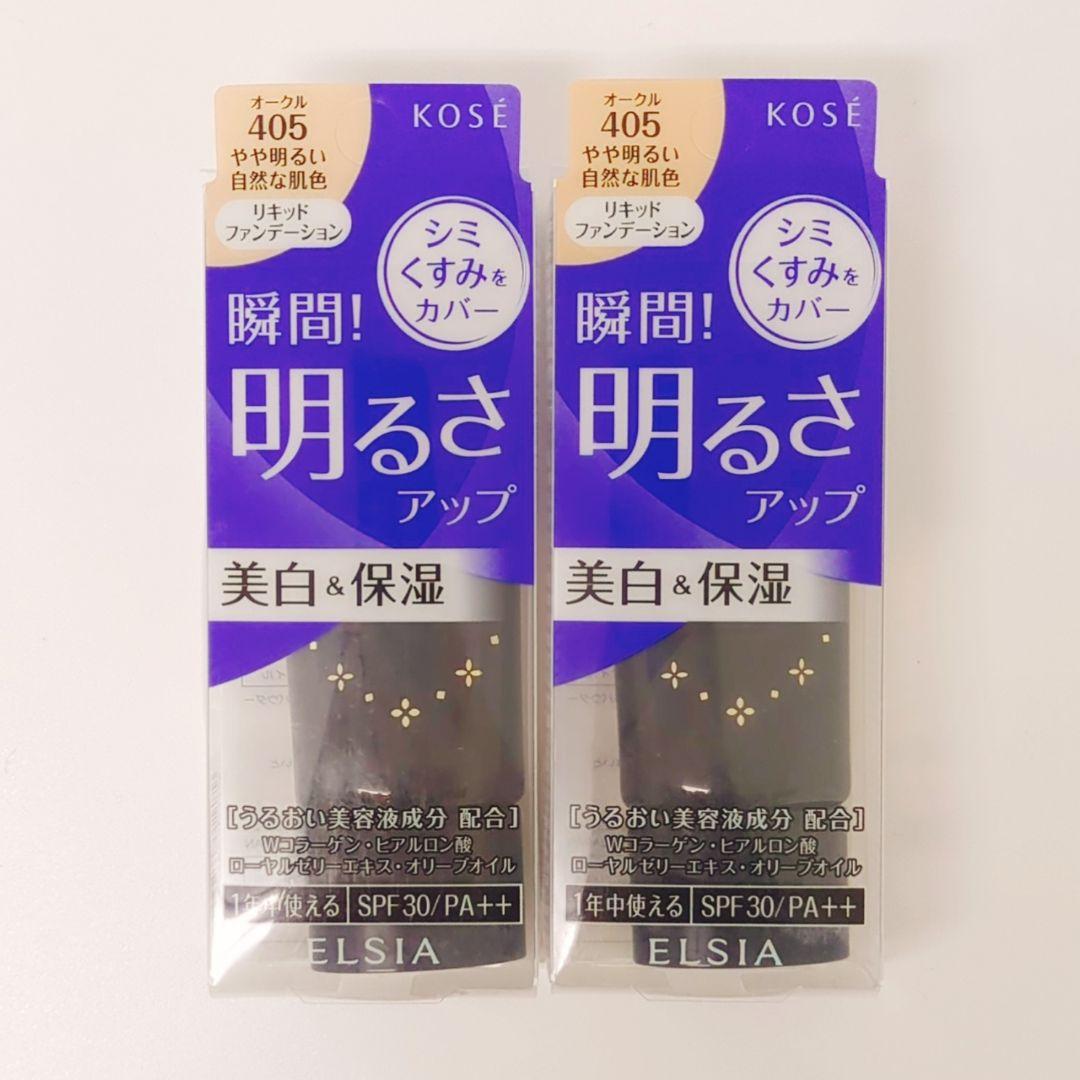 オークル
405
やや明るい
自然な肌色
リキッド
ファンデーション
KOSÉ
シミ
くすみを
カバー
瞬間!
明るさ
アップ
美白&保湿
[うるおい美容液成分 配合]
Wコラーゲン・ヒアルロン酸
ローヤルゼリーエキス・オリーブオイル
1年中使える SPF30/PA++
ELSIA
オークル
405
やや明るい
自然な肌色
リキッド
ファンデーション
KOSÉ
シミ
くすみを
カバー
瞬間!
明るさ
アップ
美白&保湿
[うるおい美容液成分 配合]
Wコラーゲン・ヒアルロン酸
ローヤルゼリーエキス・オリーブオイル
1年中使える SPF30/PA++
ELSIA